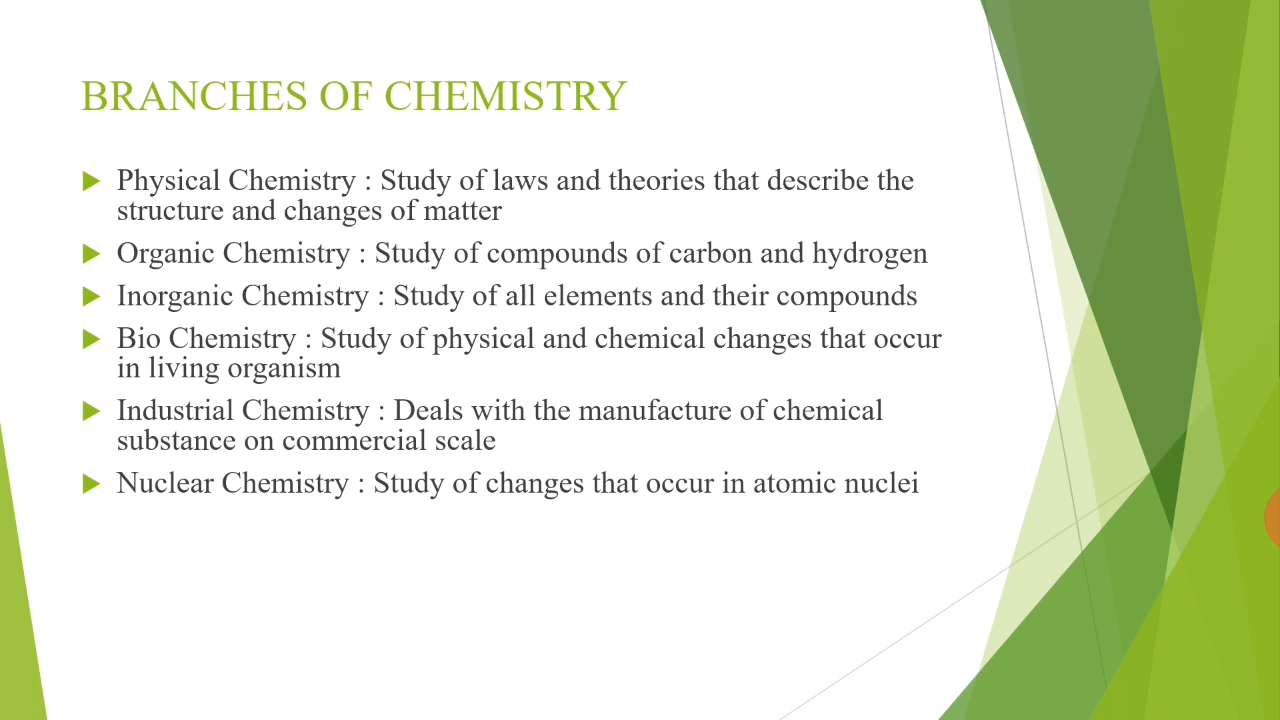 BRANCHES OF CHEMISTRY
Physical Chemistry : Study of laws and theories that describe the
structure and changes of matter
Organic Chemistry : Study of compounds of carbon and hydrogen
Inorganic Chemistry : Study of all elements and their compounds
Bio Chemistry : Study of physical and chemical changes that occur
in living organism
Industrial Chemistry : Deals with the manufacture of chemical
substance on commercial scale
Nuclear Chemistry : Study of changes that occur in atomic nuclei